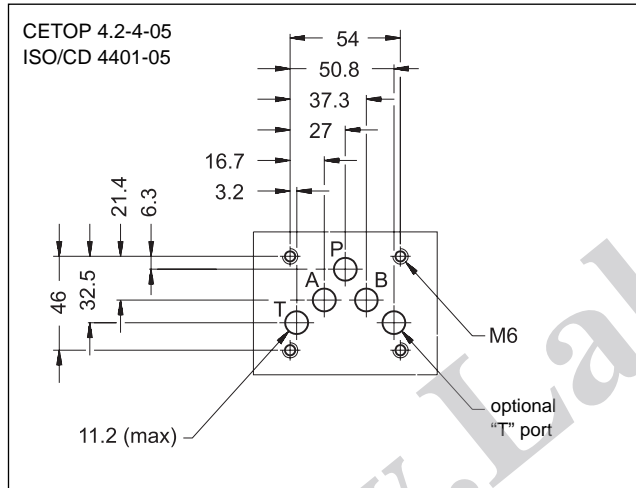 CETOP 4.2-4-05
ISO/CD 4401-05
54
50.8
37.3
27
16.7
3.2
21.4
6.3
46
32.5
P
A
B
T
M6
11.2 (max)
optional
“T” port